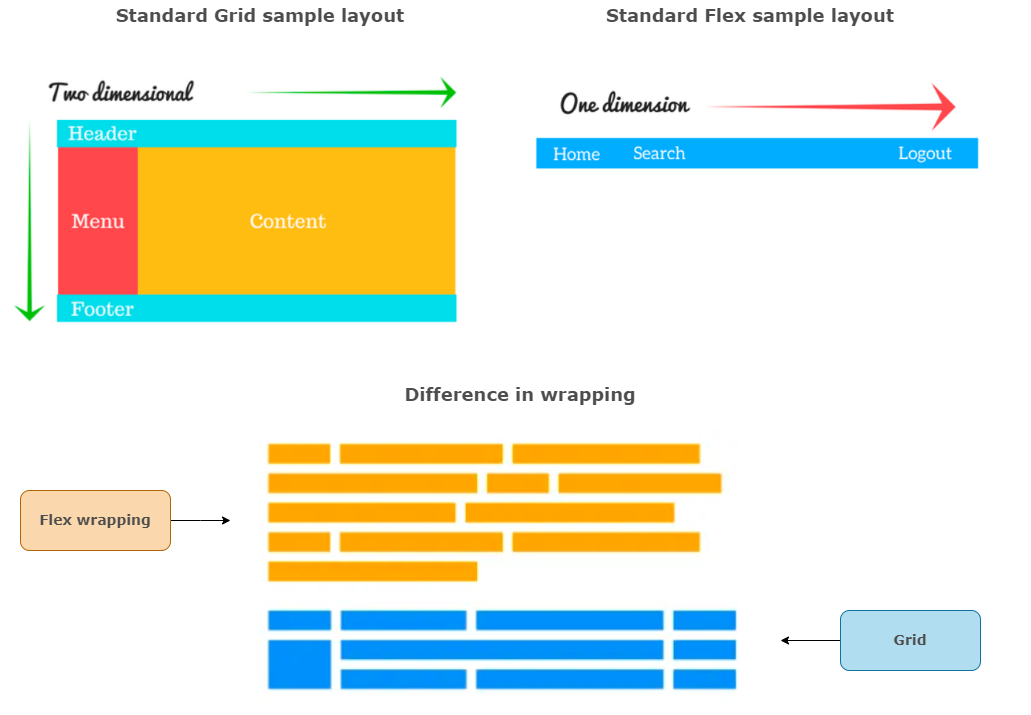 Standard Grid sample layout
Standard Flex sample layout
Two dimensional
One dimension
Header
Menu
Content
Footer
Home
Search
Logout
Difference in wrapping
Flex wrapping
Grid